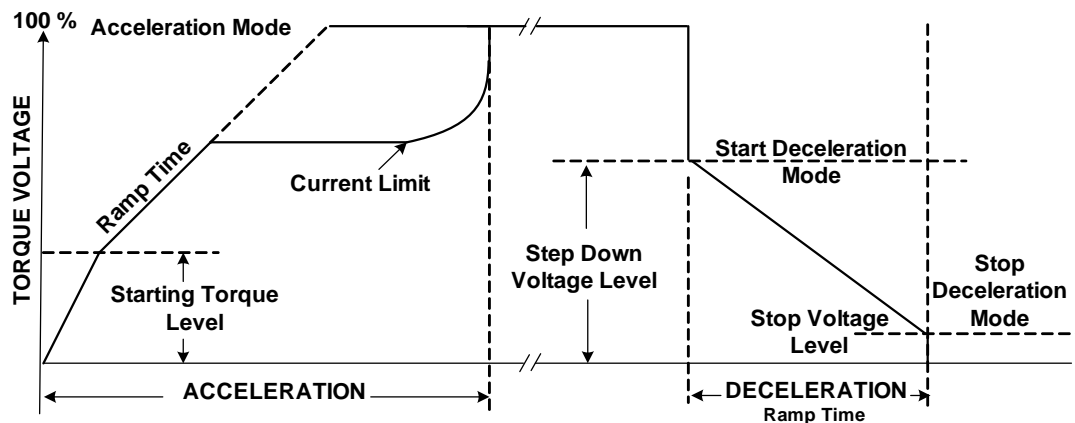 100 %
Acceleration Mode
TORQUE VOLTAGE
Ramp Time
Current Limit
Starting Torque
Level
Start Deceleration
Mode
Step Down
Voltage Level
Stop
Deceleration
Mode
Stop Voltage
Level
ACCELERATION
DECELERATION
Ramp Time